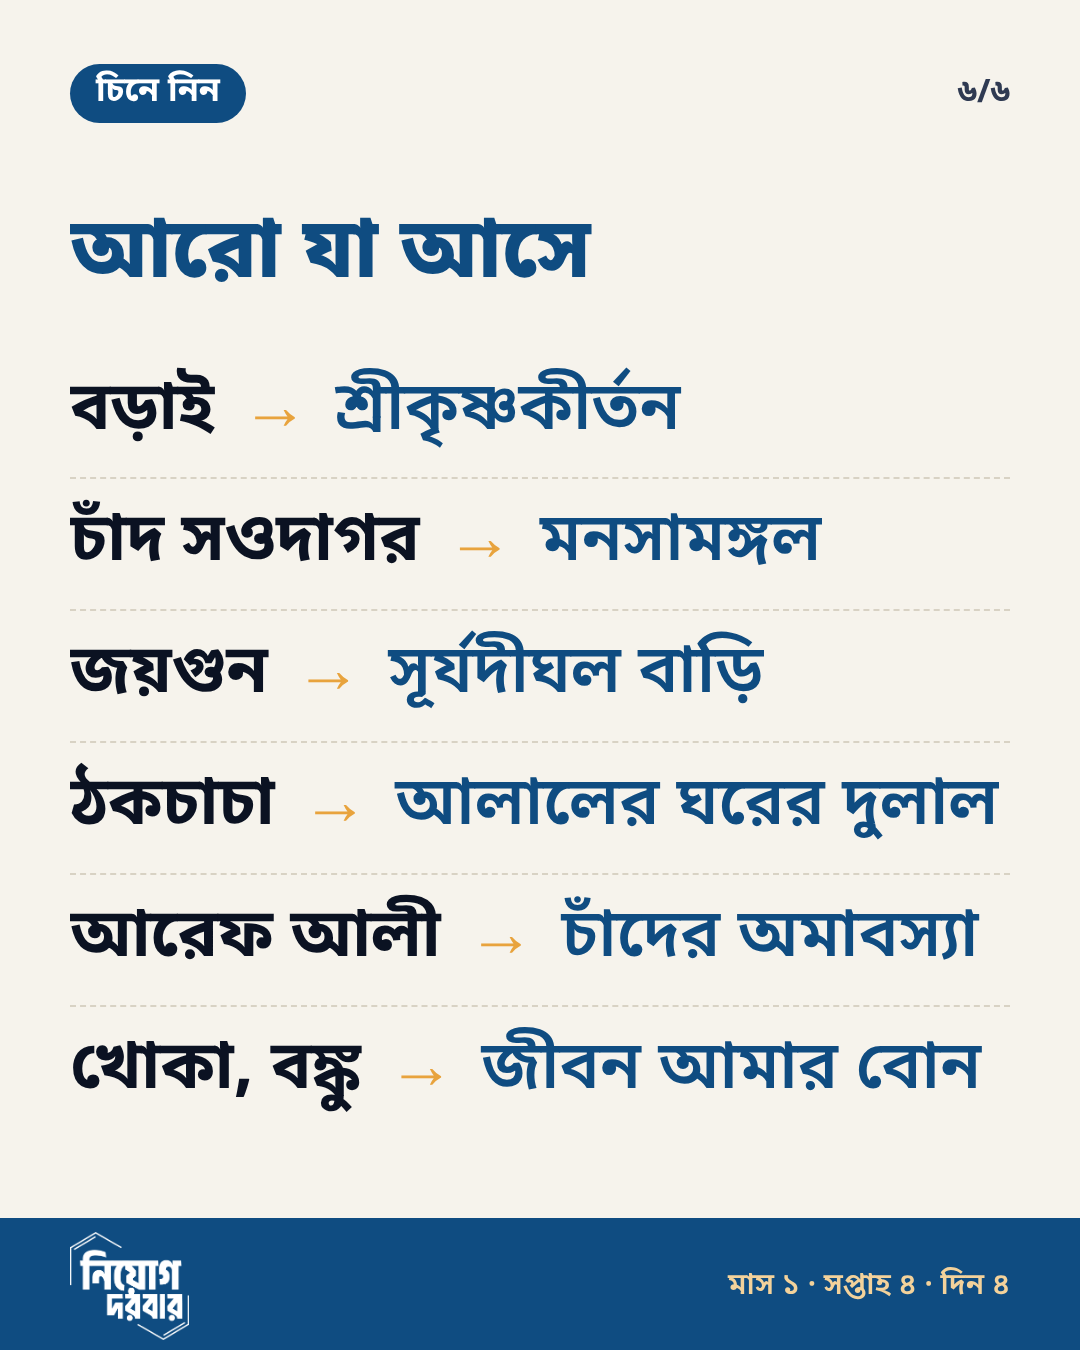 চিনে নিন
৬/৬
আরো যা আসে
বড়াই → শ্রীকৃষ্ণকীর্তন
চাঁদ সওদাগর → মনসামঙ্গল
জয়গুন → সূর্যদীঘল বাড়ি
ঠকচাচা → আলালের ঘরের দুলাল
আরেফ আলী → চাঁদের অমাবস্যা
খোকা, বঙ্কু → জীবন আমার বোন
নিয়োগ
দরবার
মাস ১ · সপ্তাহ ৪ · দিন ৪